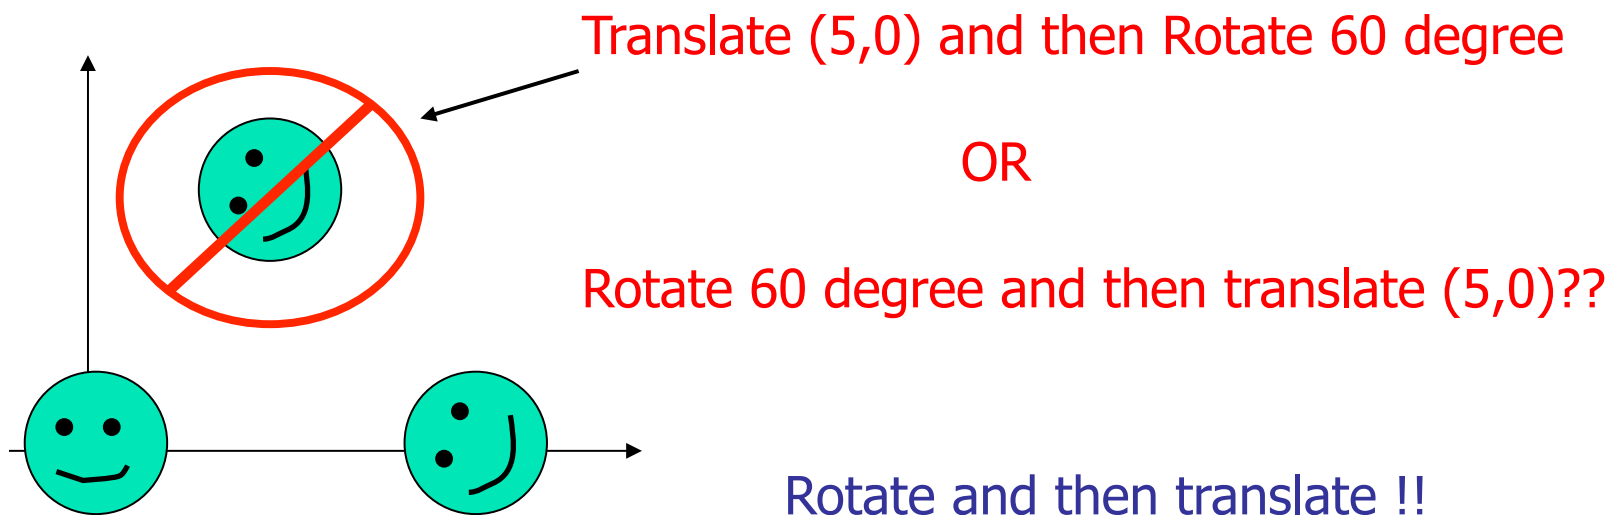 Translate (5,0) and then Rotate 60 degree
OR
Rotate 60 degree and then translate (5,0)??
Rotate and then translate !!